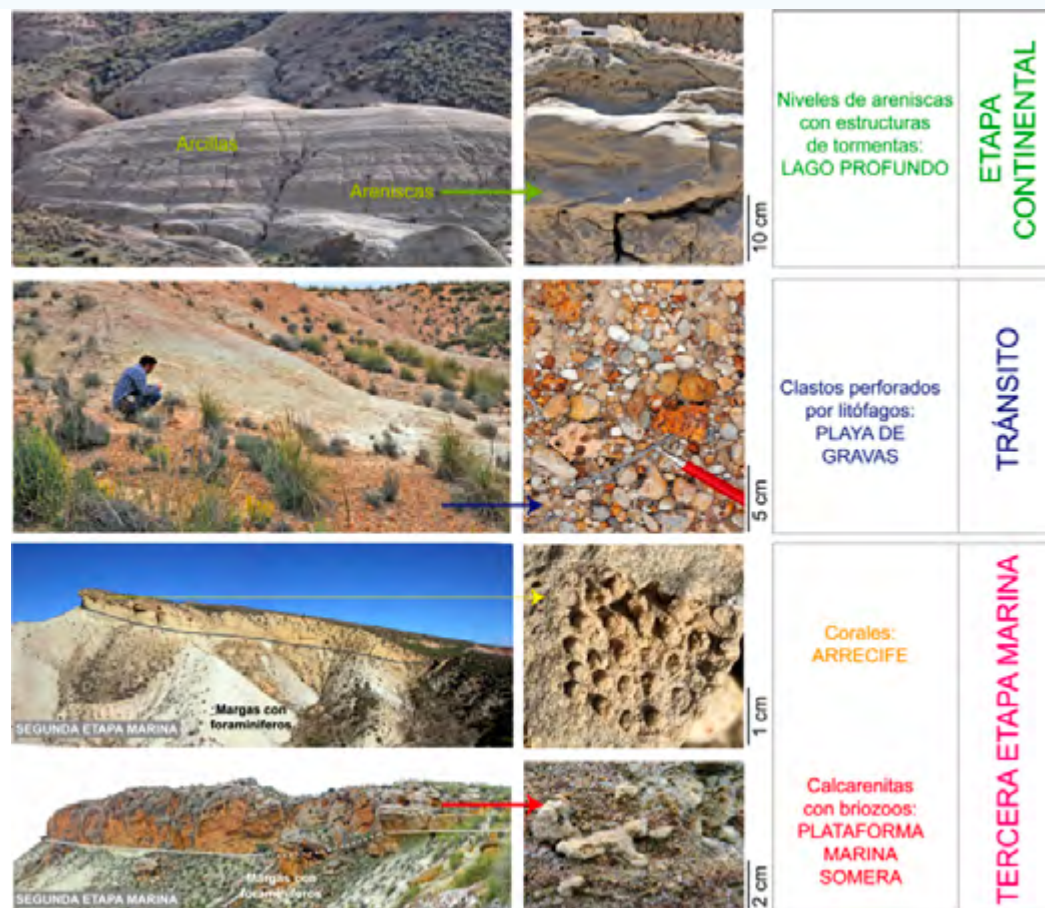 Arcillas
Areniscas
10 cm
Niveles de areniscas
con estructuras
de tormentas:
LAGO PROFUNDO
ETAPA
CONTINENTAL
5 cm
Clastos perforados
por litófagos:
PLAYA DE
GRAVAS
TRÁNSITO
Margas con
foraminíferos
SEGUNDA ETAPA MARINA
1 cm
Corales:
ARRECIFE
Margas con
foraminíferos
SEGUNDA ETAPA MARINA
2 cm
Calcarenitas
con briozoos:
PLATAFORMA
MARINA
SOMERA
TERCERA ETAPA MARINA